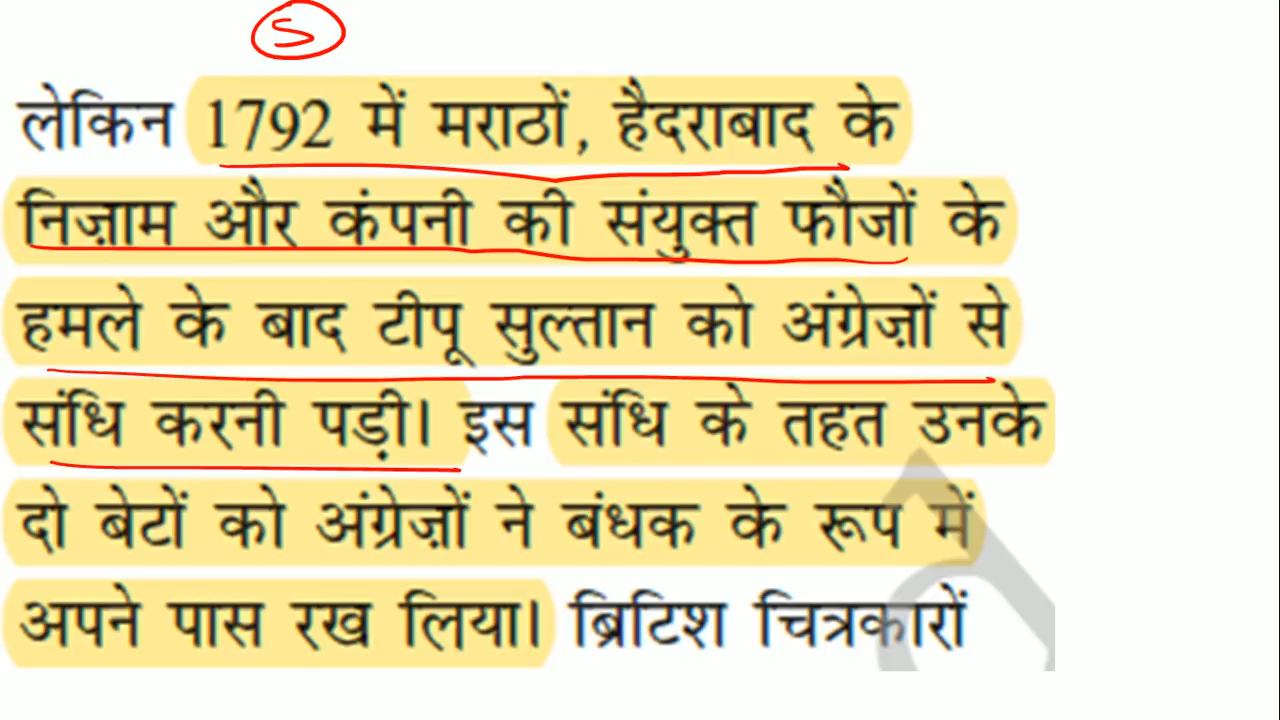 S
लेकिन 1792 में मराठों, हैदराबाद के
निज़ाम और कंपनी की संयुक्त फौजों के
हमले के बाद टीपू सुल्तान को अंग्रेज़ों से
संधि करनी पड़ी। इस संधि के तहत उनके
दो बेटों को अंग्रेज़ों ने बंधक के रूप में
अपने पास रख लिया। ब्रिटिश चित्रकारों